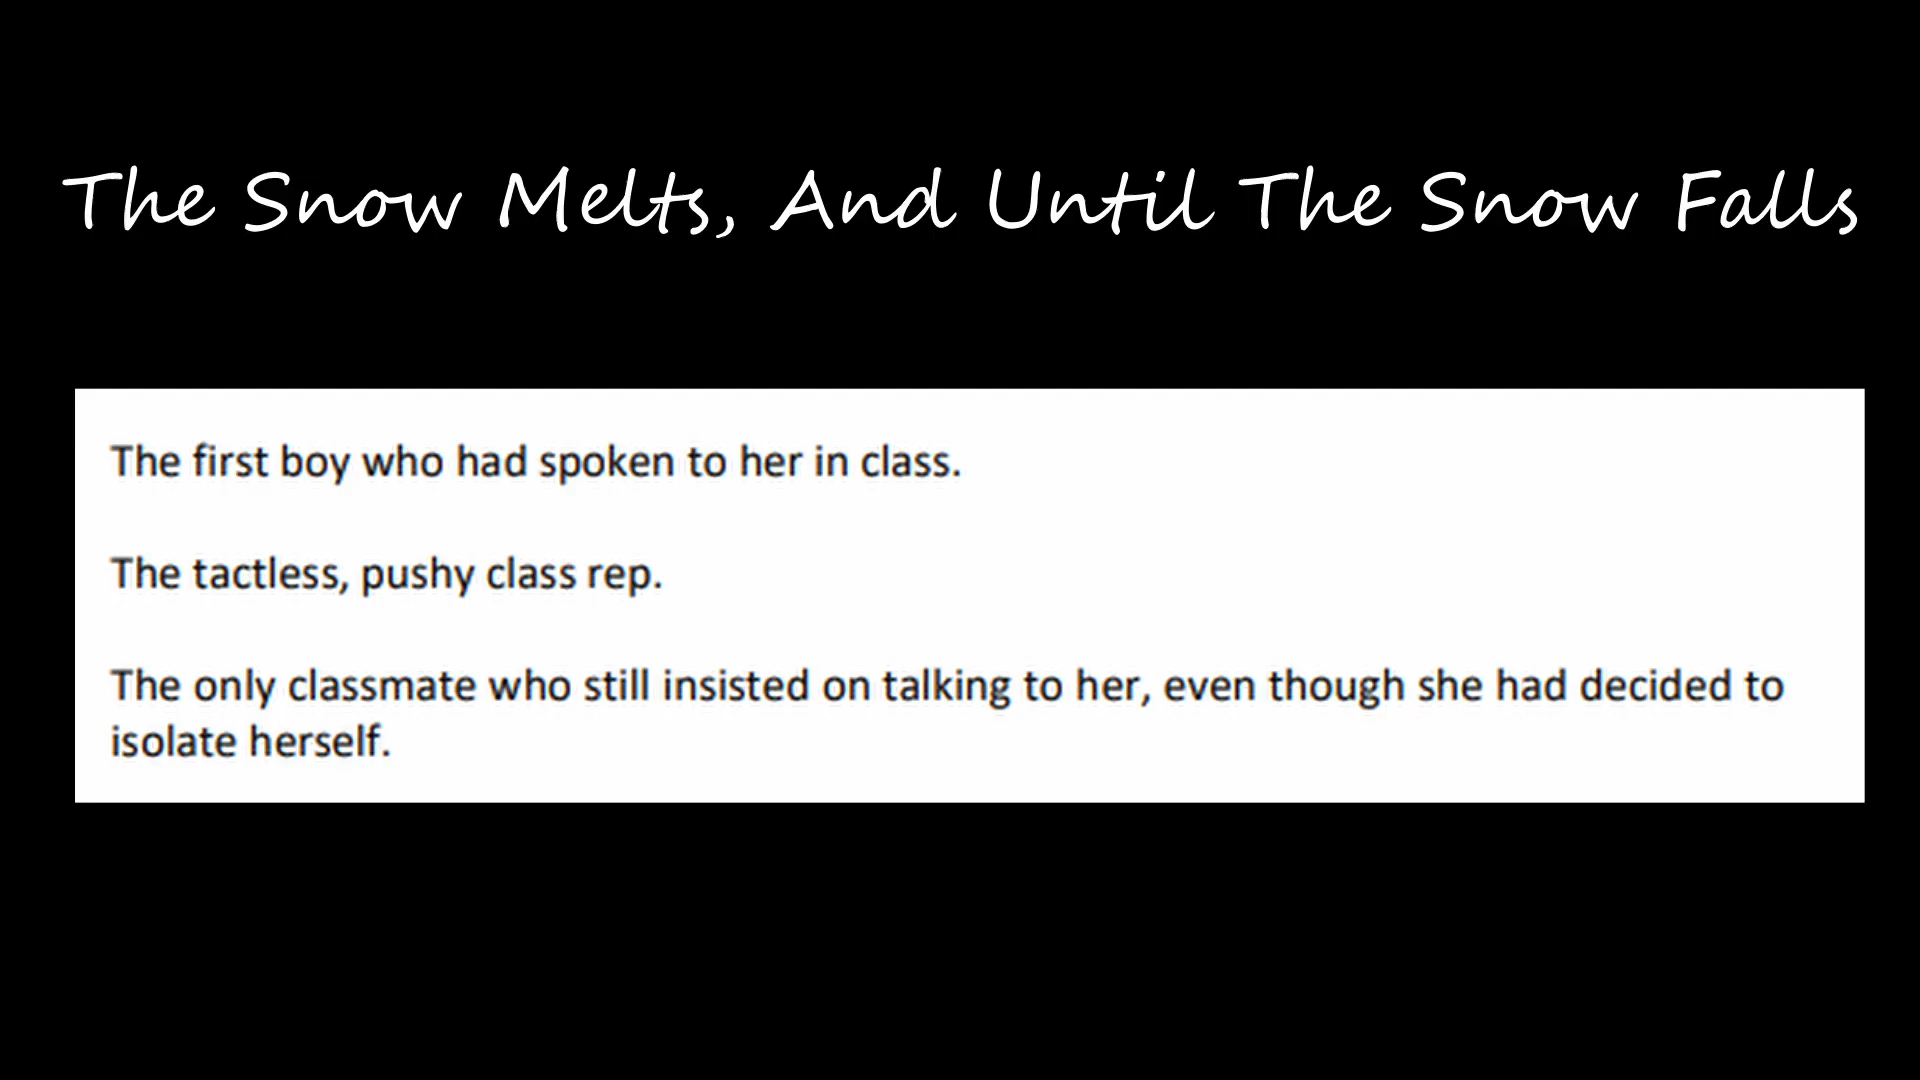 The Snow Melts, And Until The Snow Falls
The first boy who had spoken to her in class.
The tactless, pushy class rep.
The only classmate who still insisted on talking to her, even though she had decided to
isolate herself.